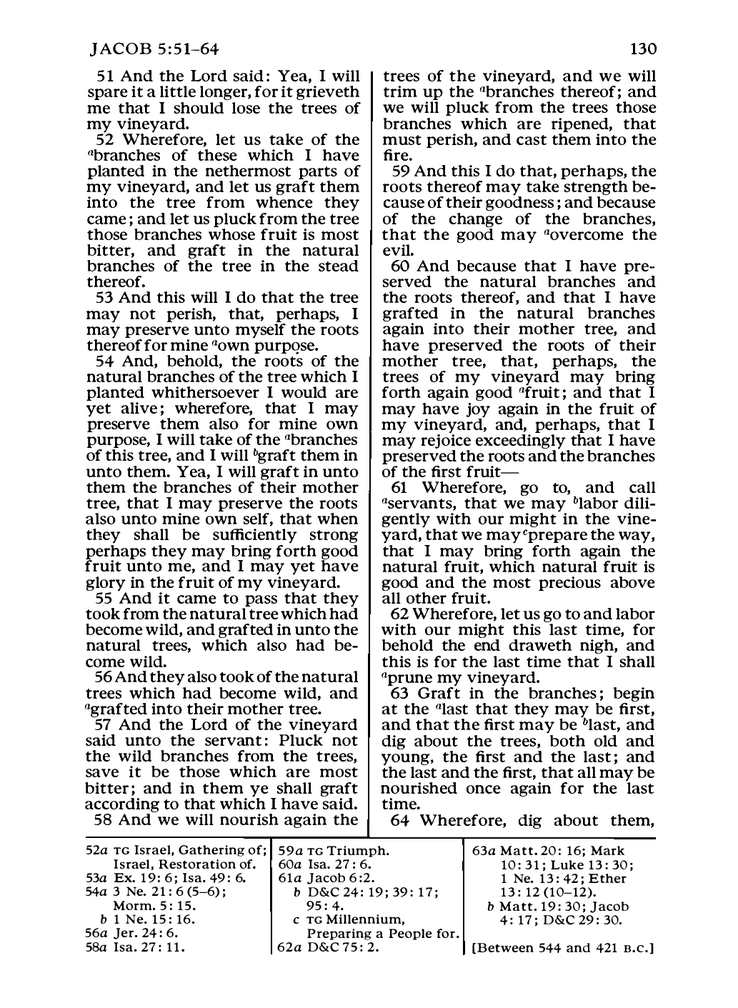 JACOB 5:51–64
130
51 And the Lord said: Yea, I will
spare it a little longer, for it grieveth
me that I should lose the trees of
my vineyard.
52 Wherefore, let us take of the
ᵃbranches of these which I have
planted in the nethermost parts of
my vineyard, and let us graft them
into the tree from whence they
came; and let us pluck from the tree
those branches whose fruit is most
bitter, and graft in the natural
branches of the tree in the stead
thereof.
53 And this will I do that the tree
may not perish, that, perhaps, I
may preserve unto myself the roots
thereof for mine ᵃown purpose.
54 And, behold, the roots of the
natural branches of the tree which I
planted whithersoever I would are
yet alive; wherefore, that I may
preserve them also for mine own
purpose, I will take of the ᵃbranches
of this tree, and I will ᵇgraft them in
unto them. Yea, I will graft in unto
them the branches of their mother
tree, that I may preserve the roots
also unto mine own self, that when
they shall be sufficiently strong
perhaps they may bring forth good
fruit unto me, and I may yet have
glory in the fruit of my vineyard.
55 And it came to pass that they
took from the natural tree which had
become wild, and grafted in unto the
natural trees, which also had be-
come wild.
56 And they also took of the natural
trees which had become wild, and
ᵃgrafted into their mother tree.
57 And the Lord of the vineyard
said unto the servant: Pluck not
the wild branches from the trees,
save it be those which are most
bitter; and in them ye shall graft
according to that which I have said.
58 And we will nourish again the
trees of the vineyard, and we will
trim up the ᵃbranches thereof; and
we will pluck from the trees those
branches which are ripened, that
must perish, and cast them into the
fire.
59 And this I do that, perhaps, the
roots thereof may take strength be-
cause of their goodness; and because
of the change of the branches,
that the good may ᵃovercome the
evil.
60 And because that I have pre-
served the natural branches and
the roots thereof, and that I have
grafted in the natural branches
again into their mother tree, and
have preserved the roots of their
mother tree, that, perhaps, the
trees of my vineyard may bring
forth again good ᵃfruit; and that I
may have joy again in the fruit of
my vineyard, and, perhaps, that I
may rejoice exceedingly that I have
preserved the roots and the branches
of the first fruit—
61 Wherefore, go to, and call
ᵃservants, that we may ᵇlabor dili-
gently with our might in the vine-
yard, that we may ᶜprepare the way,
that I may bring forth again the
natural fruit, which natural fruit is
good and the most precious above
all other fruit.
62 Wherefore, let us go to and labor
with our might this last time, for
behold the end draweth nigh, and
this is for the last time that I shall
ᵃprune my vineyard.
63 Graft in the branches; begin
at the ᵃlast that they may be first,
and that the first may be ᵇlast, and
dig about the trees, both old and
young, the first and the last; and
the last and the first, that all may be
nourished once again for the last
time.
64 Wherefore, dig about them,
52a TG Israel, Gathering of;
Israel, Restoration of.
53a Ex. 19: 6; Isa. 49: 6.
54a 3 Ne. 21: 6 (5–6);
Morm. 5: 15.
b 1 Ne. 15: 16.
56a Jer. 24: 6.
58a Isa. 27: 11.
59a TG Triumph.
60a Isa. 27: 6.
61a Jacob 6:2.
b D&C 24: 19; 39: 17;
95: 4.
c TG Millennium,
Preparing a People for.
62a D&C 75: 2.
63a Matt. 20: 16; Mark
10: 31; Luke 13: 30;
1 Ne. 13: 42; Ether
13: 12 (10–12).
b Matt. 19: 30; Jacob
4: 17; D&C 29: 30.
[Between 544 and 421 B.C.]